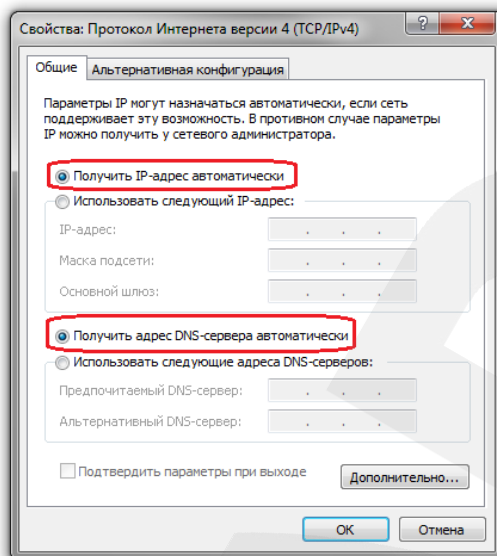 Свойства: Протокол Интернета версии 4 (TCP/IPv4)
Общие
Альтернативная конфигурация
Параметры IP могут назначаться автоматически, если сеть
поддерживает эту возможность. В противном случае параметры
IP можно получить у сетевого администратора.
Получить IP-адрес автоматически
Использовать следующий IP-адрес:
IP-адрес:
Маска подсети:
Основной шлюз:
Получить адрес DNS-сервера автоматически
Использовать следующие адреса DNS-серверов:
Предпочитаемый DNS-сервер:
Альтернативный DNS-сервер:
Подтвердить параметры при выходе
Дополнительно...
ОК
Отмена